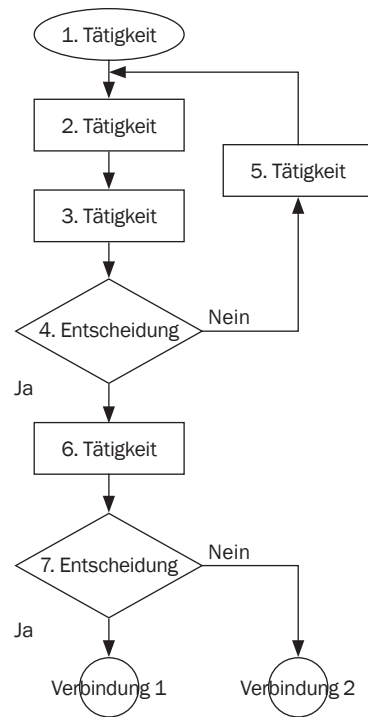 1. Tätigkeit
2. Tätigkeit
3. Tätigkeit
5. Tätigkeit
4. Entscheidung
Nein
Ja
6. Tätigkeit
7. Entscheidung
Nein
Ja
Verbindung 1
Verbindung 2